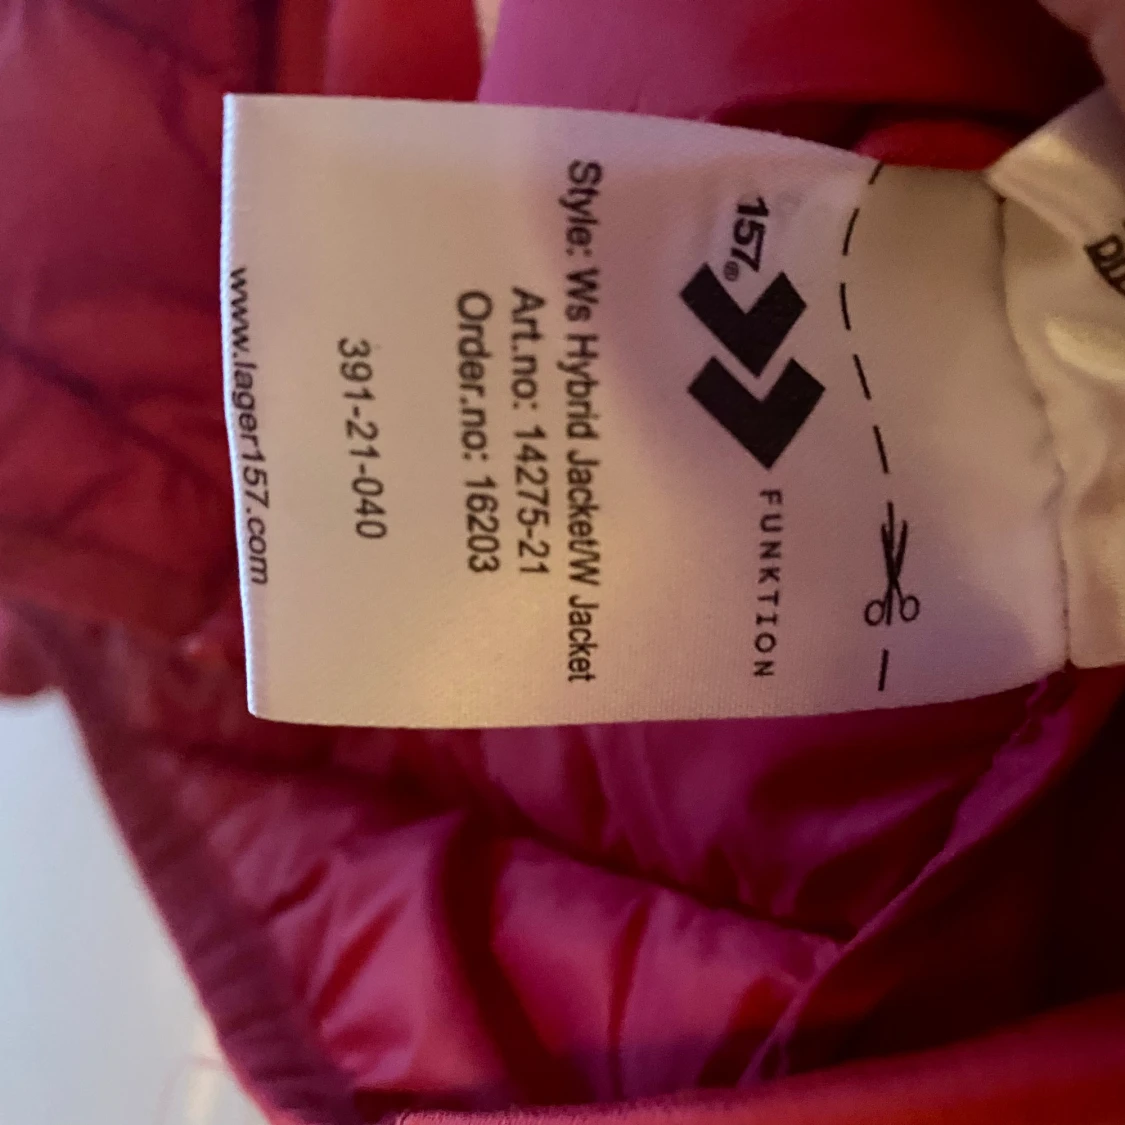 157®
FUNKTION
Style: Ws Hybrid Jacket/W Jacket
Art.no: 14275-21
Order.no: 16203
391-21-040
www.lager157.com